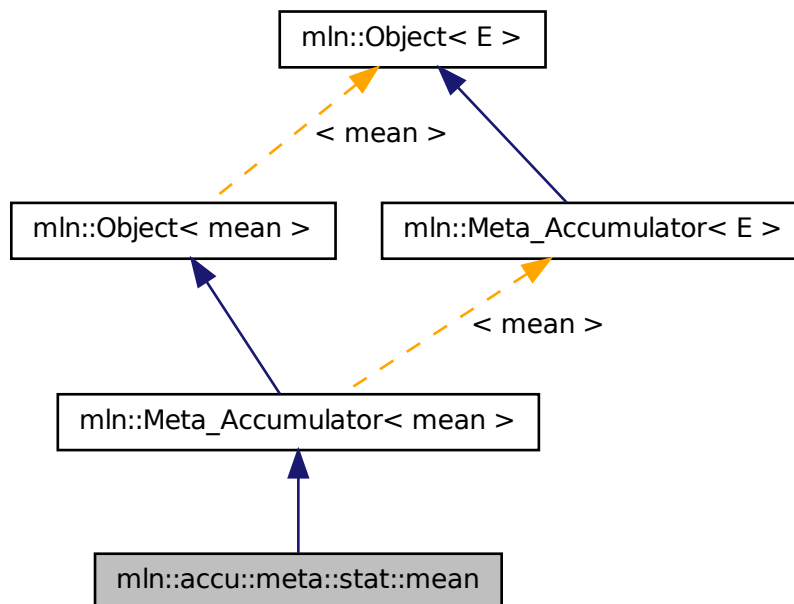 mln::Object< E >
< mean >
mln::Object< mean >
mln::Meta_Accumulator< E >
< mean >
mln::Meta_Accumulator< mean >
mln::accu::meta::stat::mean